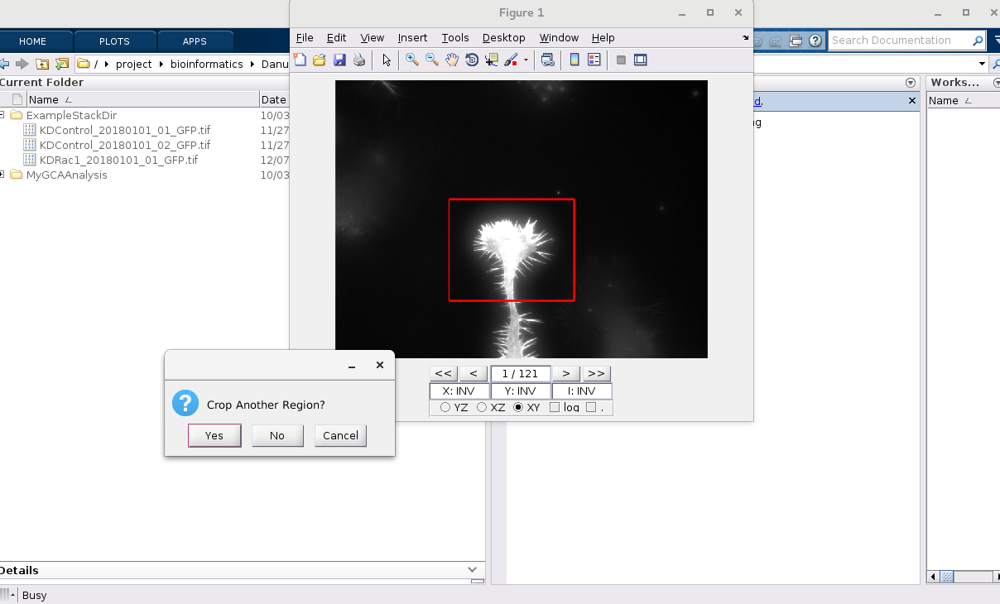 Figure 1
HOME PLOTS APPS
File Edit View Insert Tools Desktop Window Help
Search Documentation
/ project bioinformatics Danu
Current Folder
Works...
Name Date
Name
d.
ExampleStackDir 10/03
KDControl_20180101_01_GFP.tif 11/27
KDControl_20180101_02_GFP.tif 11/27
KDRac1_20180101_01_GFP.tif 12/07
MyGCAAnalysis 10/03
g
<< < 1 / 121 > >>
X: INV Y: INV I: INV
YZ XZ XY log .
Crop Another Region?
Yes No Cancel
Details
Busy